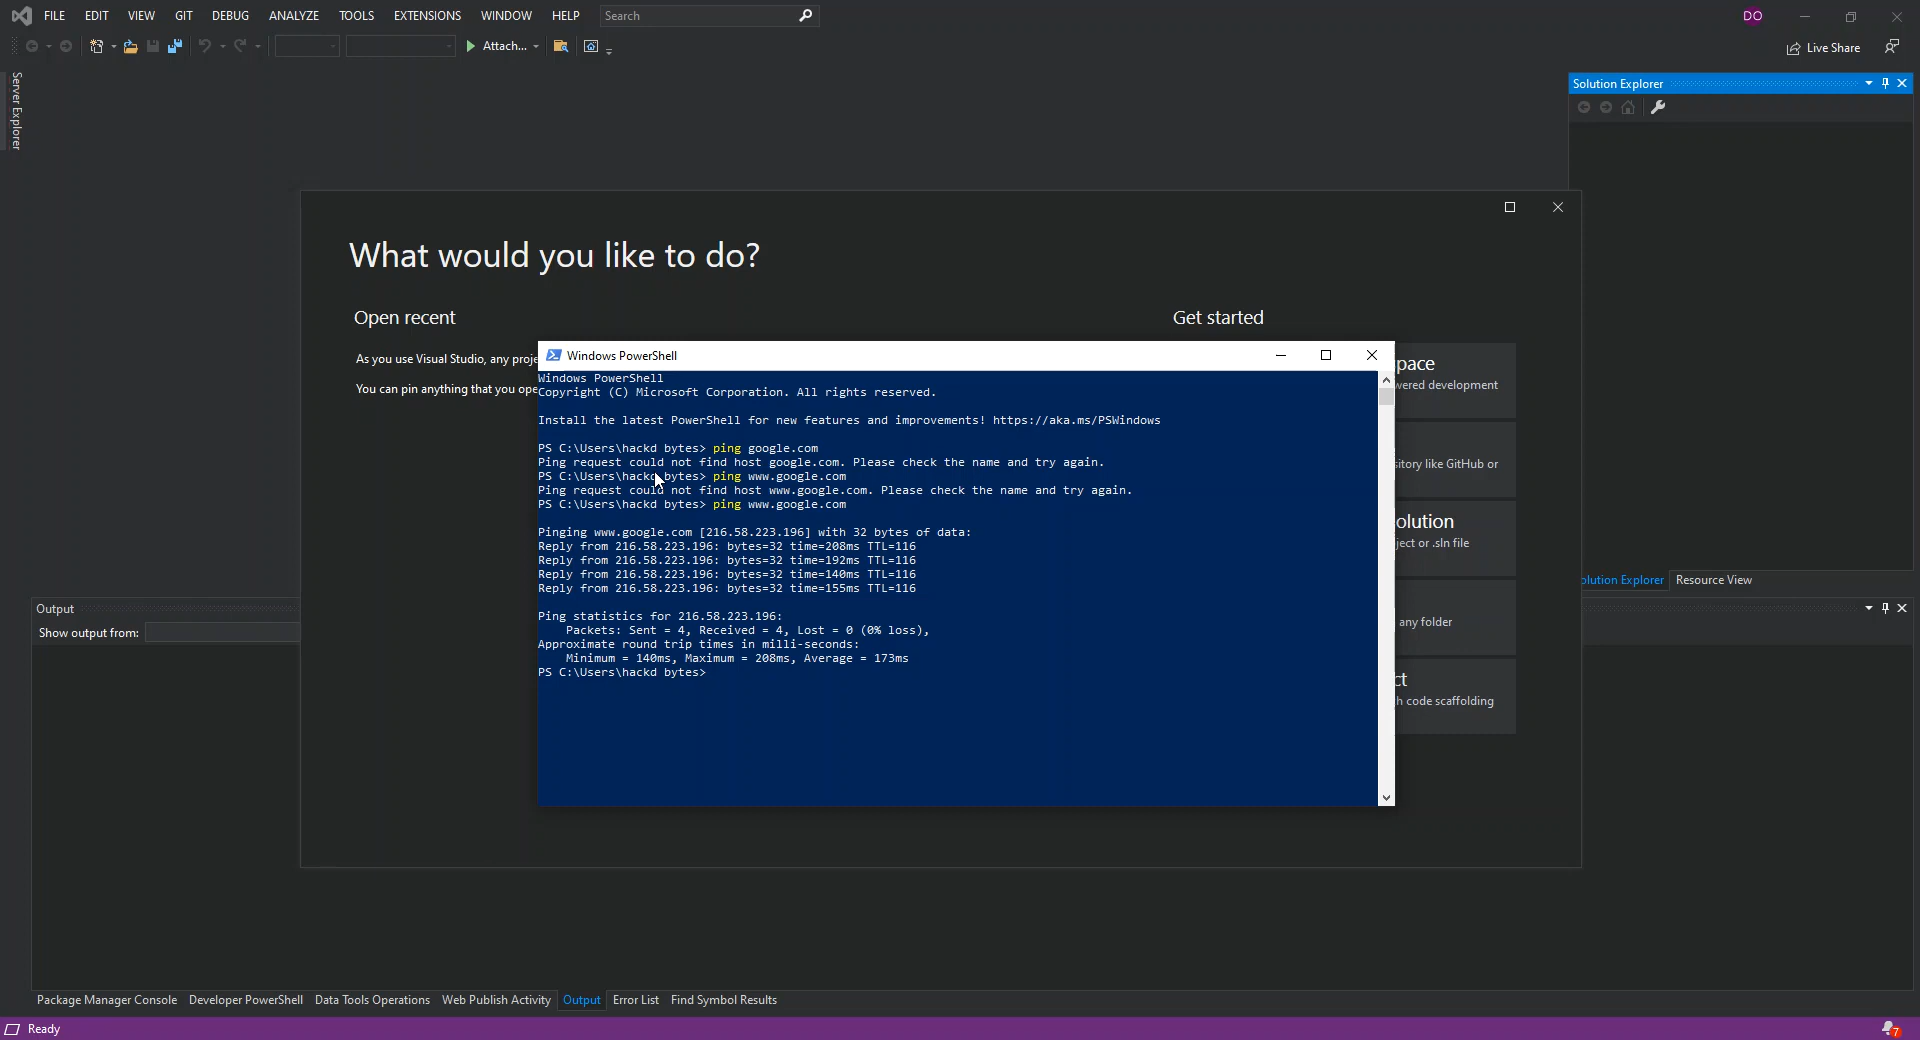 FILE EDIT VIEW GIT DEBUG ANALYZE TOOLS EXTENSIONS WINDOW HELP Search DO
Attach... Live Share
Server Explorer
Solution Explorer
What would you like to do?
Open recent
As you use Visual Studio, any proje
You can pin anything that you ope
Get started
pace
wered development
itory like GitHub or
olution
ject or .sln file
any folder
ct
h code scaffolding
Windows PowerShell
Windows PowerShell
Copyright (C) Microsoft Corporation. All rights reserved.
Install the latest PowerShell for new features and improvements! https://aka.ms/PSWindows
PS C:\Users\hackd bytes> ping google.com
Ping request could not find host google.com. Please check the name and try again.
PS C:\Users\hackd bytes> ping www.google.com
Ping request could not find host www.google.com. Please check the name and try again.
PS C:\Users\hackd bytes> ping www.google.com
Pinging www.google.com [216.58.223.196] with 32 bytes of data:
Reply from 216.58.223.196: bytes=32 time=208ms TTL=116
Reply from 216.58.223.196: bytes=32 time=192ms TTL=116
Reply from 216.58.223.196: bytes=32 time=140ms TTL=116
Reply from 216.58.223.196: bytes=32 time=155ms TTL=116
Ping statistics for 216.58.223.196:
Packets: Sent = 4, Received = 4, Lost = 0 (0% loss),
Approximate round trip times in milli-seconds:
Minimum = 140ms, Maximum = 208ms, Average = 173ms
PS C:\Users\hackd bytes>
olution Explorer Resource View
Output
Show output from:
Package Manager Console Developer PowerShell Data Tools Operations Web Publish Activity Output Error List Find Symbol Results
Ready 7